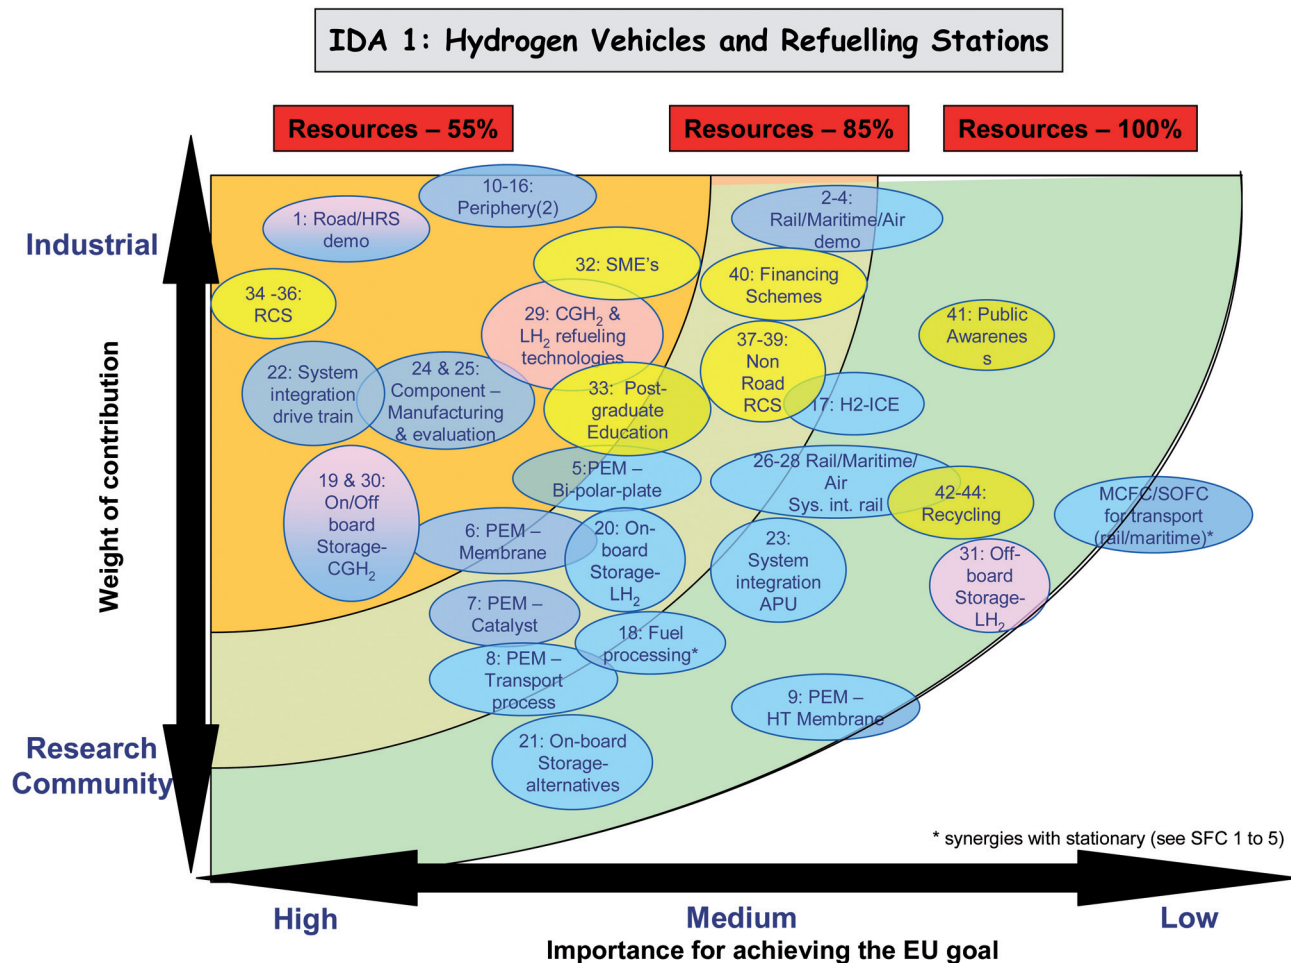 IDA 1: Hydrogen Vehicles and Refuelling Stations
Resources – 55%
Resources – 85%
Resources – 100%
Industrial
Weight of contribution
Research
Community
10-16:
Periphery(2)
1: Road/HRS
demo
2-4:
Rail/Maritime/Air
demo
32: SME's
40: Financing
Schemes
34 -36:
RCS
29: CGH₂ &
LH₂ refueling
technologies
41: Public
Awarenes
s
37-39:
Non
Road
RCS
22: System
integration
drive train
24 & 25:
Component –
Manufacturing
& evaluation
33: Post-
graduate
Education
17: H2-ICE
5:PEM –
Bi-polar-plate
26-28 Rail/Maritime/
Air
Sys. int. rail
42-44:
Recycling
MCFC/SOFC
for transport
(rail/maritime)*
19 & 30:
On/Off
board
Storage-
CGH₂
6: PEM –
Membrane
20: On-
board
Storage-
LH₂
23:
System
integration
APU
31: Off-
board
Storage-
LH₂
7: PEM –
Catalyst
18: Fuel
processing*
8: PEM –
Transport
process
9: PEM –
HT Membrane
21: On-board
Storage-
alternatives
* synergies with stationary (see SFC 1 to 5)
High
Medium
Low
Importance for achieving the EU goal